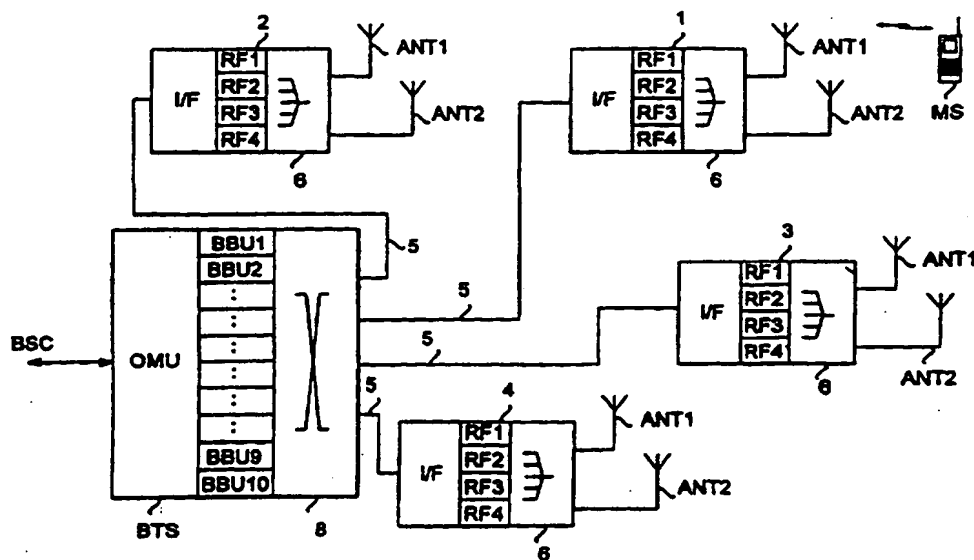 2
RF1
RF2
RF3
RF4
I/F
6
ANT1
ANT2
1
RF1
RF2
RF3
RF4
I/F
6
ANT1
ANT2
MS
3
RF1
RF2
RF3
RF4
I/F
6
ANT1
ANT2
4
RF1
RF2
RF3
RF4
I/F
6
ANT1
ANT2
5
5
5
5
BSC
OMU
BBU1
BBU2
BBU9
BBU10
BTS
8